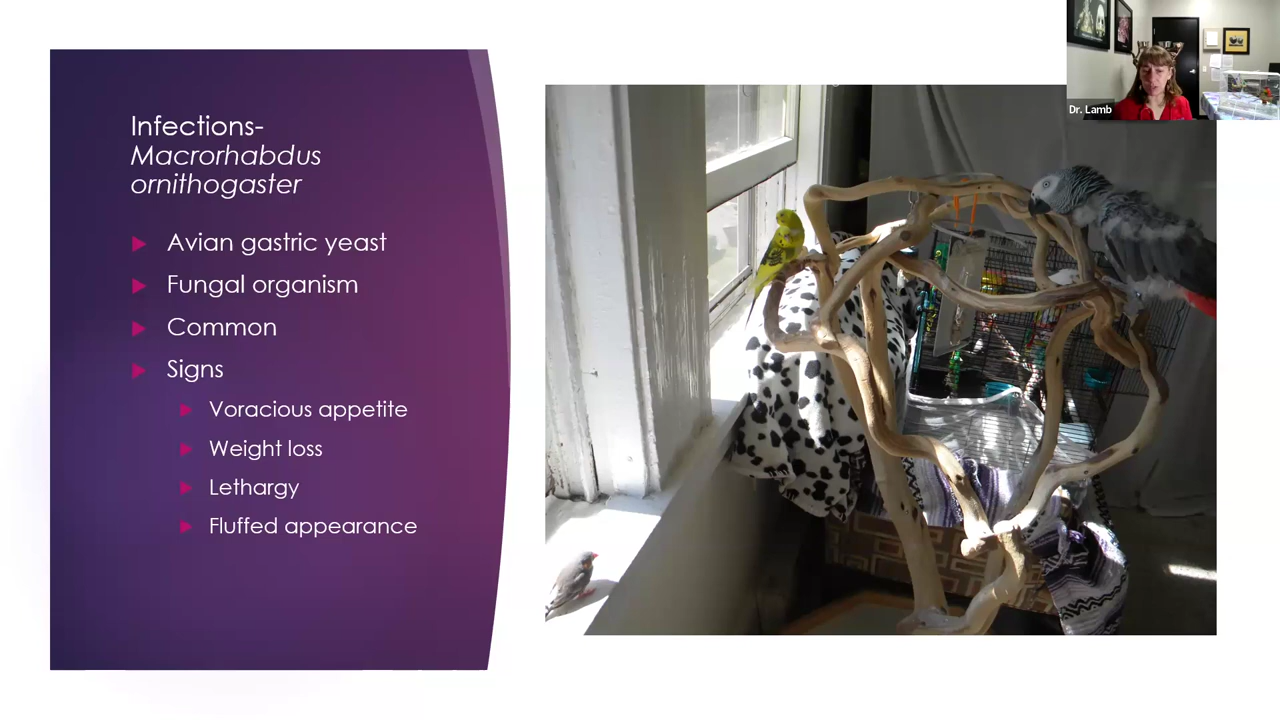 Infections-
Macrorhabdus
ornithogaster
Avian gastric yeast
Fungal organism
Common
Signs
Voracious appetite
Weight loss
Lethargy
Fluffed appearance
Dr. Lamb